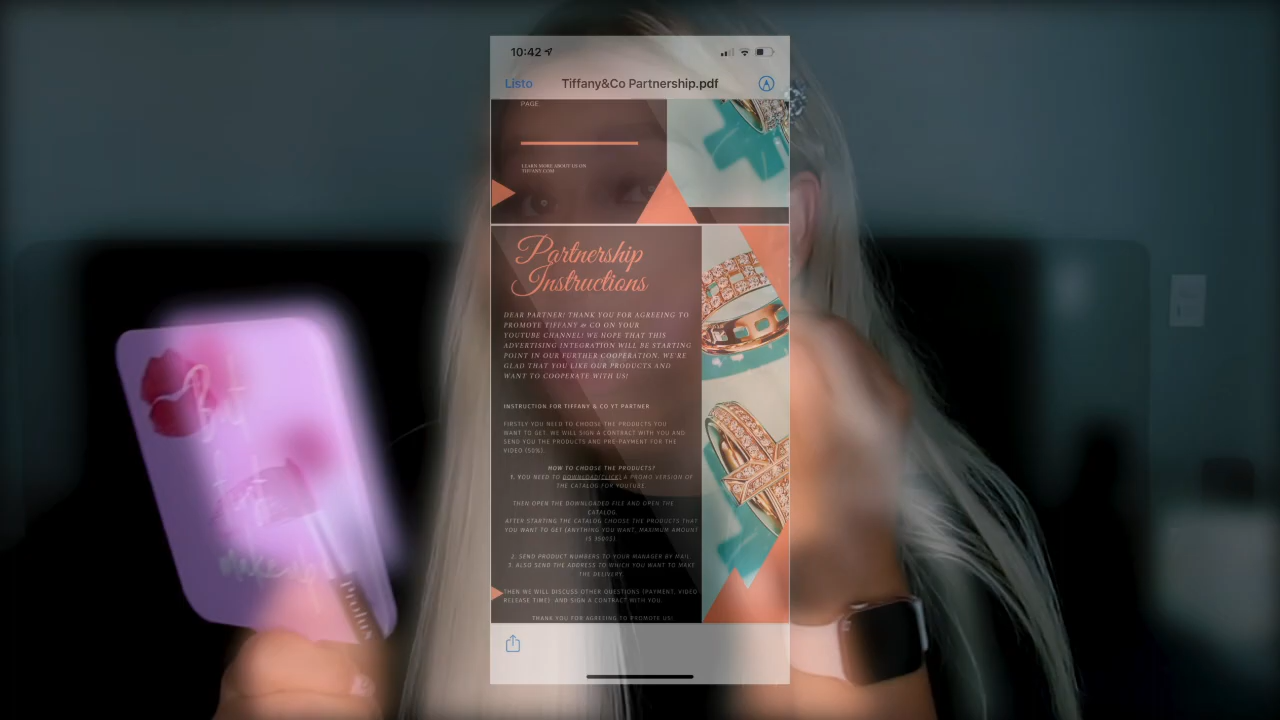 10:42
Listo
Tiffany&Co Partnership.pdf
PAGE
LEARN MORE ABOUT US ON
TIFFANY.COM
Partnership
Instructions
DEAR PARTNER! THANK YOU FOR AGREEING TO
PROMOTE TIFFANY & CO ON YOUR
YOUTUBE CHANNEL! WE HOPE THAT THIS
ADVERTISING INTEGRATION WILL BE STARTING
POINT IN OUR FURTHER COOPERATION. WE'RE
GLAD THAT YOU LIKE OUR PRODUCTS AND
WANT TO COOPERATE WITH US!
INSTRUCTION FOR TIFFANY & CO YT PARTNER
FIRSTLY YOU NEED TO CHOOSE THE PRODUCTS YOU
WANT TO GET. WE WILL SIGN A CONTRACT WITH YOU AND
SEND YOU THE PRODUCTS AND PRE-PAYMENT FOR THE
VIDEO (50%).
HOW TO CHOOSE THE PRODUCTS?
1. YOU NEED TO DOWNLOAD(CLICK) A PROMO VERSION OF
THE CATALOG FOR YOUTUBE.
THEN OPEN THE DOWNLOADED FILE AND OPEN THE
CATALOG.
AFTER STARTING THE CATALOG CHOOSE THE PRODUCTS THAT
YOU WANT TO GET (ANYTHING YOU WANT, MAXIMUM AMOUNT
IS 3500$)
2. SEND PRODUCT NUMBERS TO YOUR MANAGER BY MAIL.
3. ALSO SEND THE ADDRESS TO WHICH YOU WANT TO MAKE
THE DELIVERY.
THEN WE WILL DISCUSS OTHER QUESTIONS (PAYMENT, VIDEO
RELEASE TIME). AND SIGN A CONTRACT WITH YOU.
THANK YOU FOR AGREEING TO PROMOTE US!